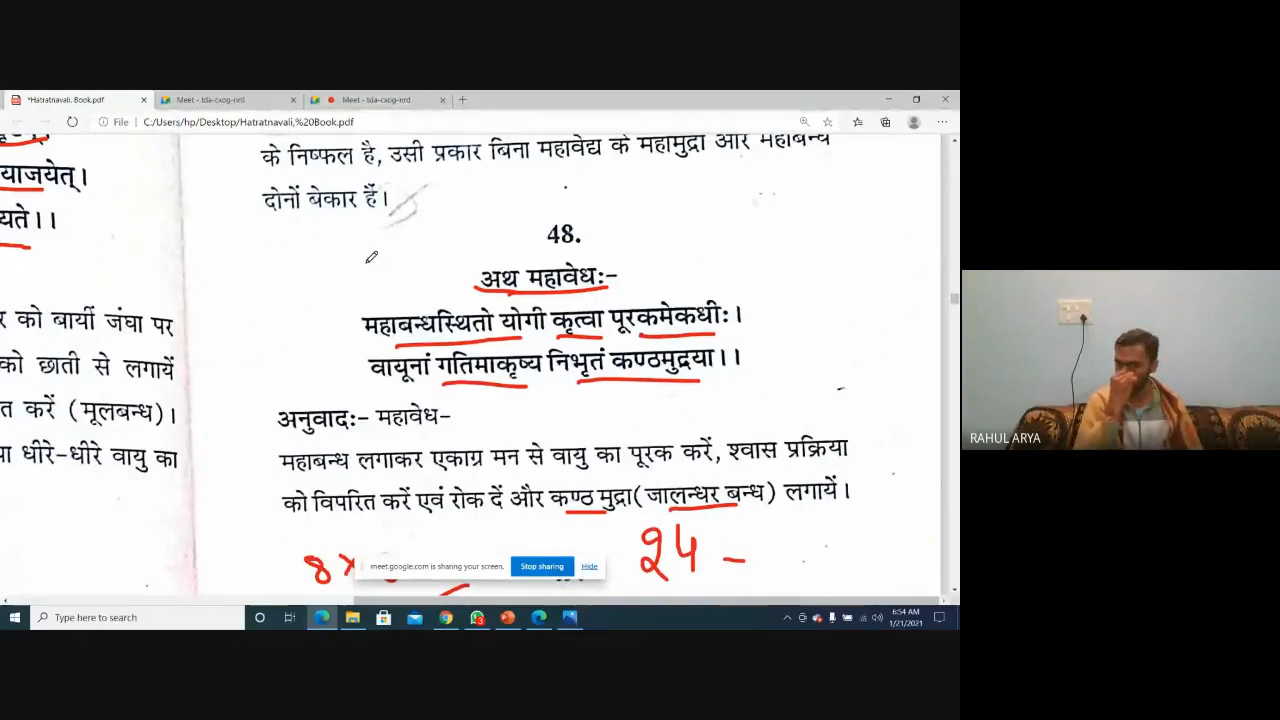 *Hatratnavali, Book.pdf
Meet - tda-cxog-nrd
Meet - tda-cxog-nrd
File
C:/Users/hp/Desktop/Hatratnavali,%20Book.pdf
याजयेत्।
यते।।
र को बार्यी जंघा पर
को छाती से लगायें
त करें (मूलबन्ध)।
ा धीरे-धीरे वायु का
के निष्फल है, उसी प्रकार बिना महावेद्य के महामुद्रा और महाबन्ध
दोनों बेकार हैं।
48.
अथ महावेधः-
महाबन्धस्थितो योगी कृत्वा पूरकमेकधीः।
वायूनां गतिमाकृष्य निभृतं कण्ठमुद्रया।।
अनुवादः- महावेध-
महाबन्ध लगाकर एकाग्र मन से वायु का पूरक करें, श्वास प्रक्रिया
को विपरित करें एवं रोक दें और कण्ठ मुद्रा(जालन्धर बन्ध) लगायें।
8 x
24 -
meet.google.com is sharing your screen.
Stop sharing
Hide
Type here to search
3
6:54 AM
1/21/2021
RAHUL ARYA